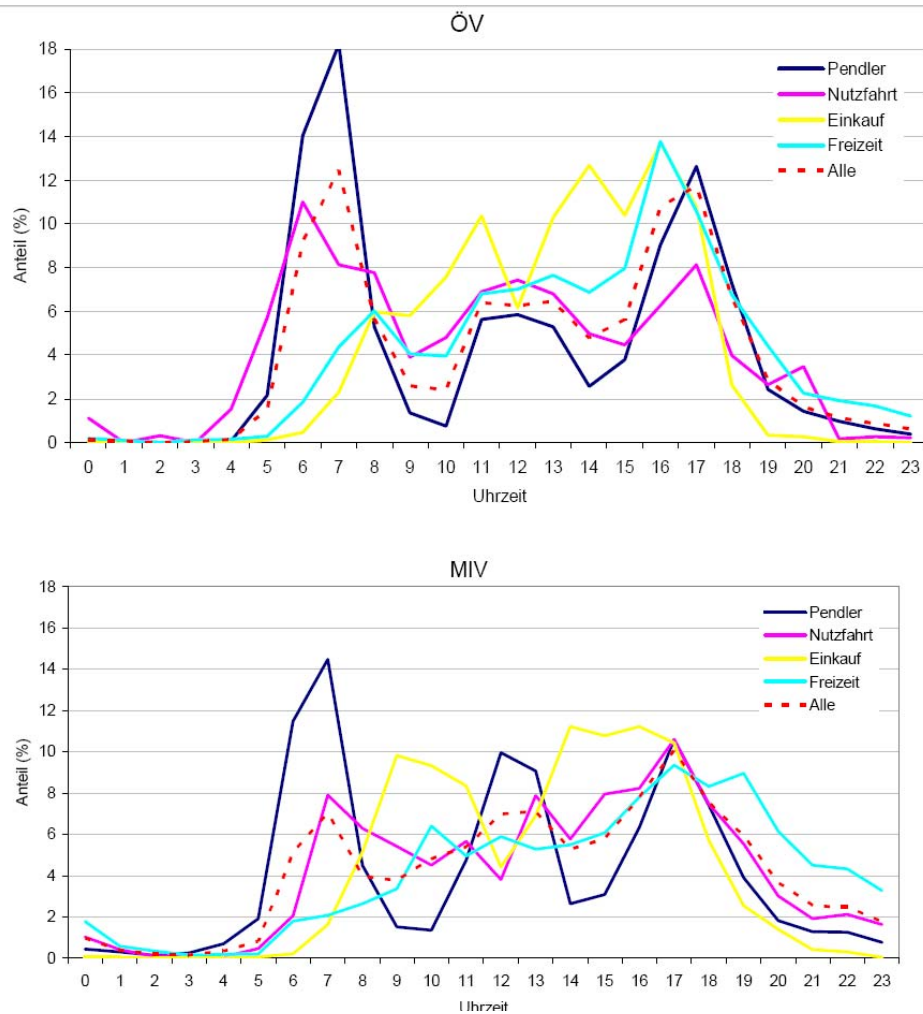 ÖV
18
16
14
12
10
8
6
4
2
0
Anteil (%)
Pendler
Nutzfahrt
Einkauf
Freizeit
Alle
0 1 2 3 4 5 6 7 8 9 10 11 12 13 14 15 16 17 18 19 20 21 22 23
Uhrzeit
MIV
18
16
14
12
10
8
6
4
2
0
Anteil (%)
Pendler
Nutzfahrt
Einkauf
Freizeit
Alle
0 1 2 3 4 5 6 7 8 9 10 11 12 13 14 15 16 17 18 19 20 21 22 23
Uhrzeit